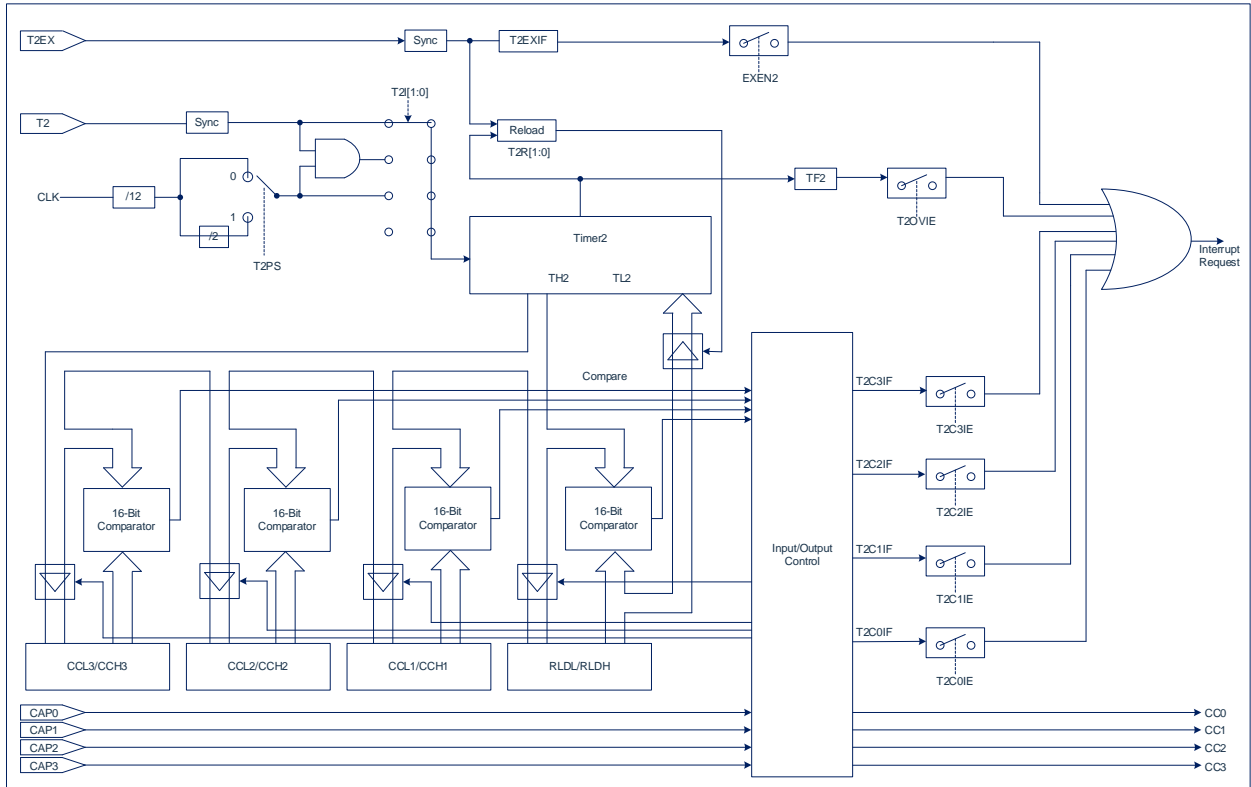 T2EX
Sync
T2EXIF
EXEN2
T2I[1:0]
T2
Sync
Reload
T2R[1:0]
0
CLK
/12
1
/2
T2PS
TF2
T2OVIE
Interrupt
Request
Timer2
TH2
TL2
Compare
T2C3IF
T2C3IE
T2C2IF
T2C2IE
T2C1IF
T2C1IE
T2C0IF
T2C0IE
16-Bit
Comparator
16-Bit
Comparator
16-Bit
Comparator
16-Bit
Comparator
Input/Output
Control
CCL3/CCH3
CCL2/CCH2
CCL1/CCH1
RLDL/RLDH
CAP0
CAP1
CAP2
CAP3
CC0
CC1
CC2
CC3